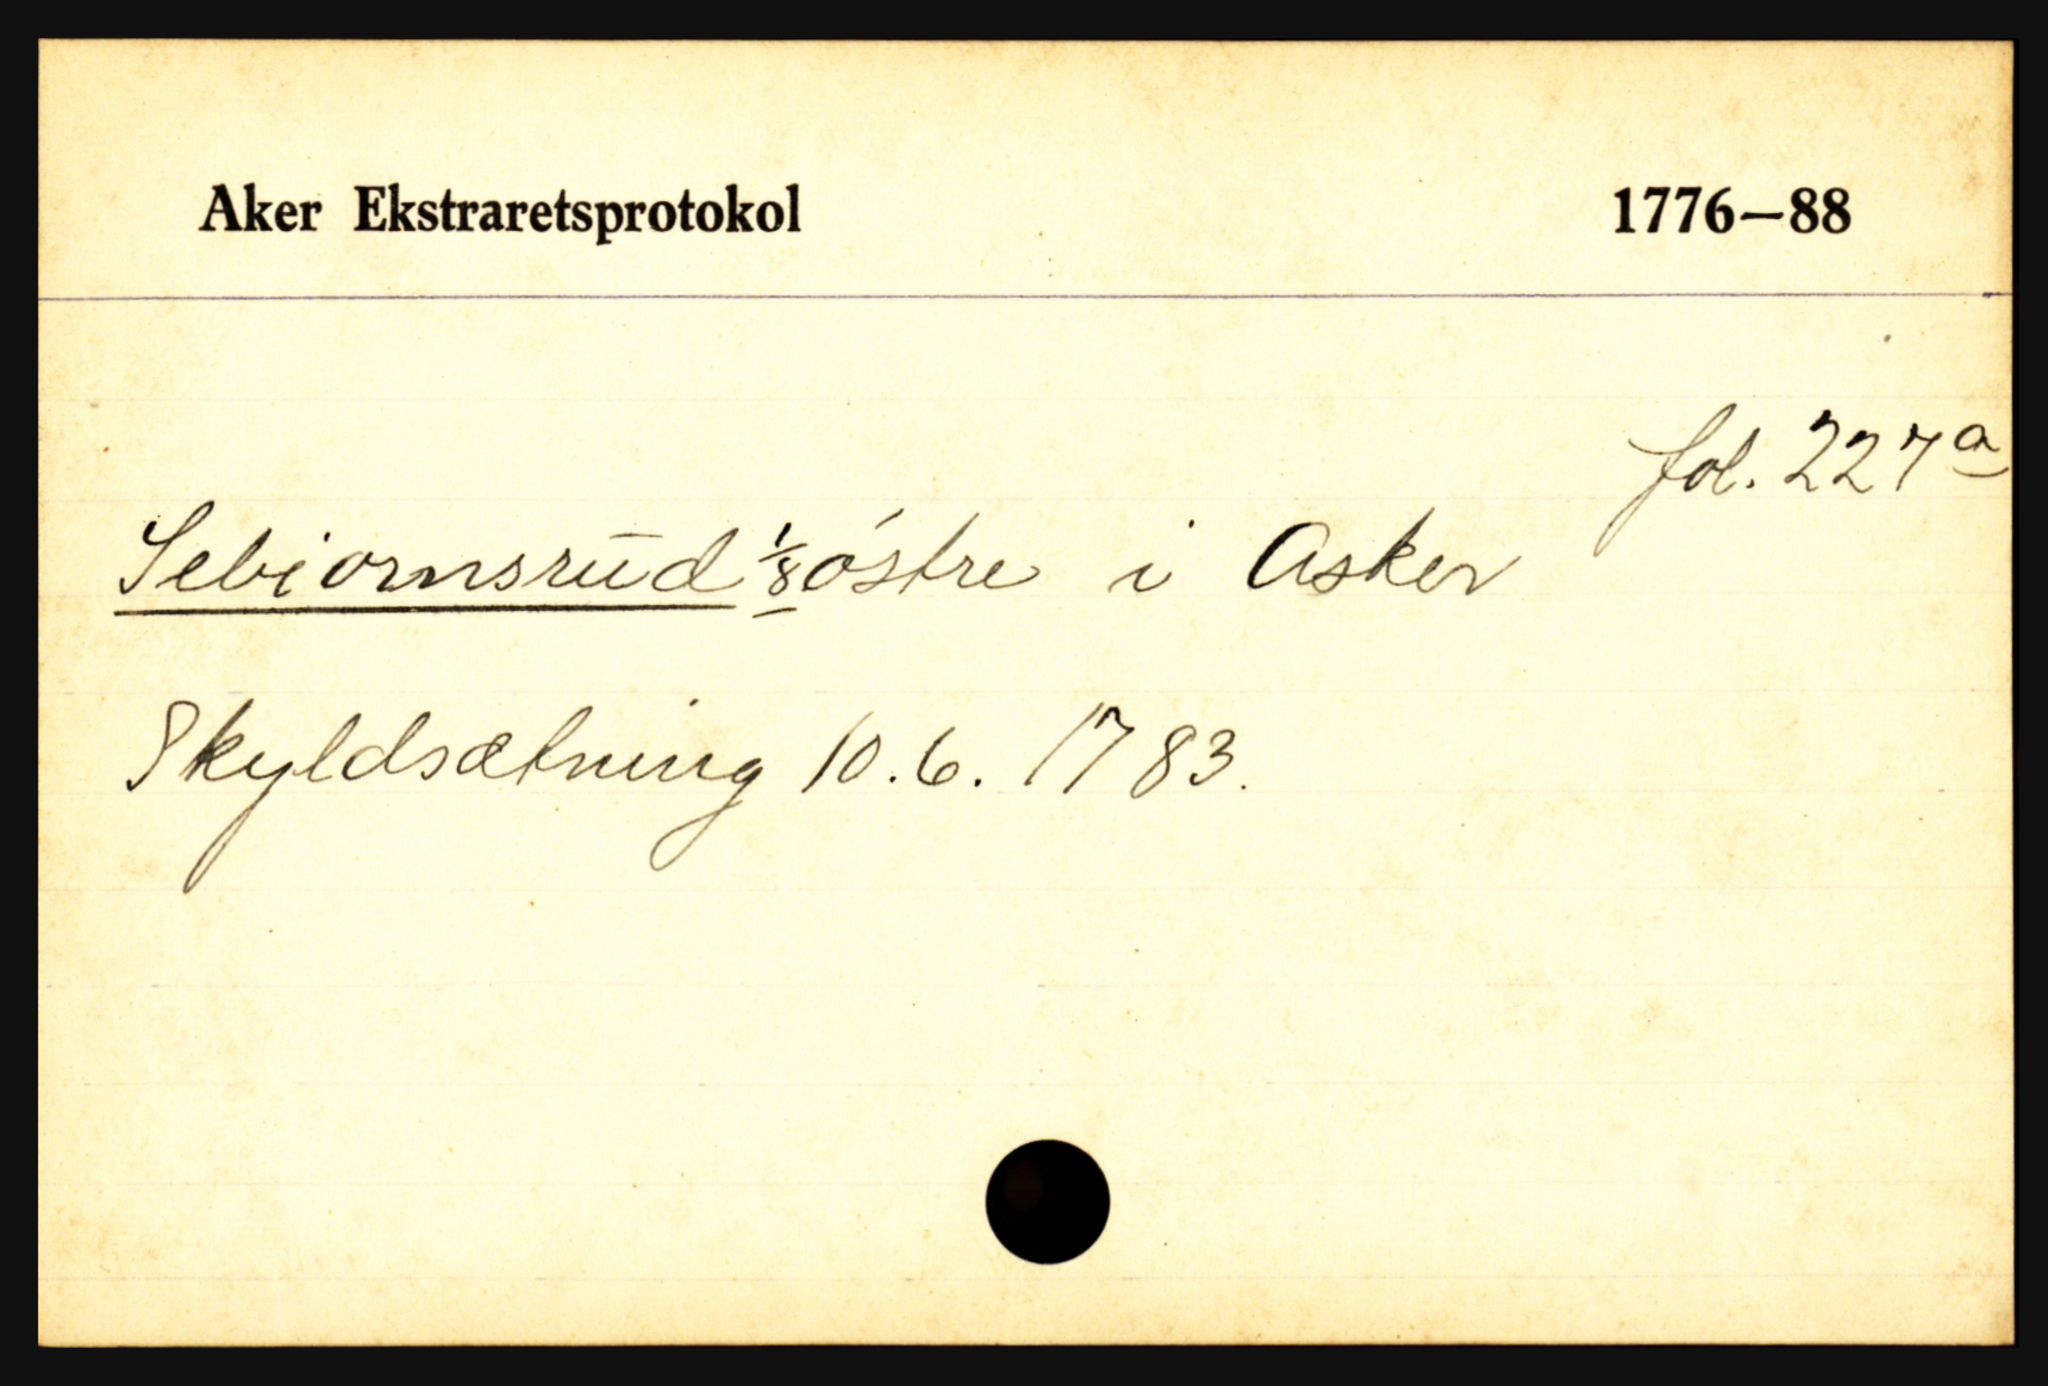 Aker Ekstraretsprotokol 1776—88
fol. 227a
Sebiornsrud 1/8 østre i Asker
Skyldsætning 10.6. 1783.